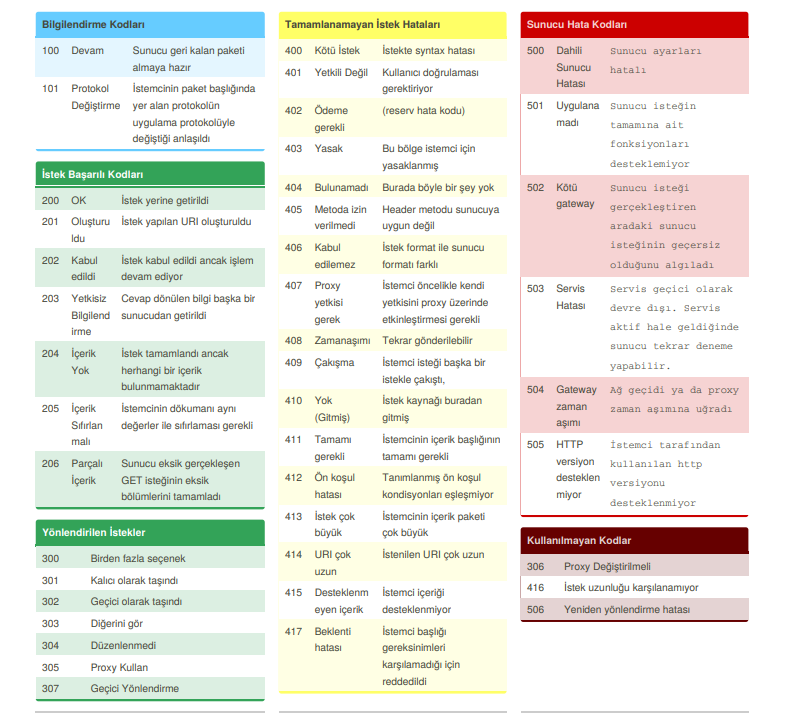 Bilgilendirme Kodları
100 Devam Sunucu geri kalan paketi
almaya hazır
101 Protokol İstemcinin paket başlığında
Değiştirme yer alan protokolün
uygulama protokolüyle
değiştiği anlaşıldı
İstek Başarılı Kodları
200 OK İstek yerine getirildi
201 Oluşturu İstek yapılan URI oluşturuldu
ldu
202 Kabul İstek kabul edildi ancak işlem
edildi devam ediyor
203 Yetkisiz Cevap dönülen bilgi başka bir
Bilgilend sunucudan getirildi
irme
204 İçerik İstek tamamlandı ancak
Yok herhangi bir içerik
bulunmamaktadır
205 İçerik İstemcinin dökumanı aynı
Sıfırlan değerler ile sıfırlaması gerekli
malı
206 Parçalı Sunucu eksik gerçekleşen
İçerik GET isteğinin eksik
bölümlerini tamamladı
Yönlendirilen İstekler
300 Birden fazla seçenek
301 Kalıcı olarak taşındı
302 Geçici olarak taşındı
303 Diğerini gör
304 Düzenlenmedi
305 Proxy Kullan
307 Geçici Yönlendirme
Tamamlanamayan İstek Hataları
400 Kötü İstek İstekte syntax hatası
401 Yetkili Değil Kullanıcı doğrulaması
gerektiriyor
402 Ödeme (reserv hata kodu)
gerekli
403 Yasak Bu bölge istemci için
yasaklanmış
404 Bulunamadı Burada böyle bir şey yok
405 Metoda izin Header metodu sunucuya
verilmedi uygun değil
406 Kabul İstek format ile sunucu
edilemez formatı farklı
407 Proxy İstemci öncelikle kendi
yetkisi yetkisini proxy üzerinde
gerek etkinleştirmesi gerekli
408 Zamanaşımı Tekrar gönderilebilir
409 Çakışma İstemci isteği başka bir
istekle çakıştı,
410 Yok İstek kaynağı buradan
(Gitmiş) gitmiş
411 Tamamı İstemcinin içerik başlığının
gerekli tamamı gerekli
412 Ön koşul Tanımlanmış ön koşul
hatası kondisyonları eşleşmiyor
413 İstek çok İstemcinin içerik paketi
büyük çok büyük
414 URI çok İstenilen URI çok uzun
uzun
415 Desteklenm İstemci içeriği
eyen içerik desteklenmiyor
417 Beklenti İstemci başlığı
hatası gereksinimleri
karşılamadığı için
reddedildi
Sunucu Hata Kodları
500 Dahili Sunucu ayarları
Sunucu hatalı
Hatası
501 Uygulana Sunucu isteğin
madı tamamına ait
fonksiyonları
desteklemiyor
502 Kötü Sunucu isteği
gateway gerçekleştiren
aradaki sunucu
isteğinin geçersiz
olduğunu algıladı
503 Servis Servis geçici olarak
Hatası devre dışı. Servis
aktif hale geldiğinde
sunucu tekrar deneme
yapabilir.
504 Gateway Ağ geçidi ya da proxy
zaman zaman aşımına uğradı
aşımı
505 HTTP İstemci tarafından
versiyon kullanılan http
desteklen versiyonu
miyor desteklenmiyor
Kullanılmayan Kodlar
306 Proxy Değiştirilmeli
416 İstek uzunluğu karşılanamıyor
506 Yeniden yönlendirme hatası